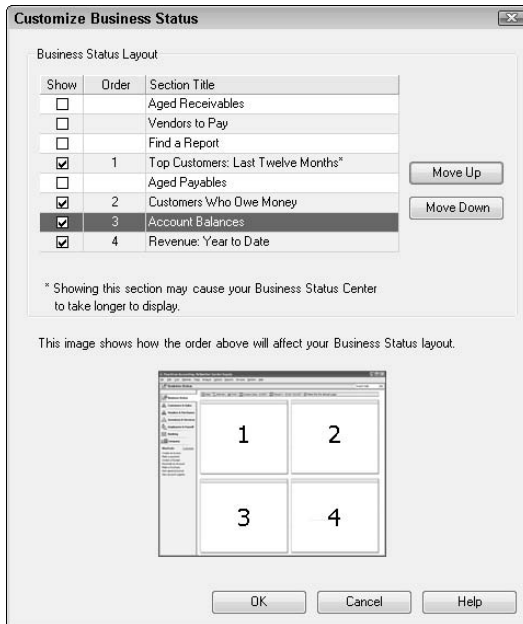 Customize Business Status
Business Status Layout
Show Order Section Title
Aged Receivables
Vendors to Pay
Find a Report
1 Top Customers: Last Twelve Months*
Aged Payables
2 Customers Who Owe Money
3 Account Balances
4 Revenue: Year to Date
Move Up
Move Down
* Showing this section may cause your Business Status Center
to take longer to display.
This image shows how the order above will affect your Business Status layout.
1 2
3 4
OK Cancel Help